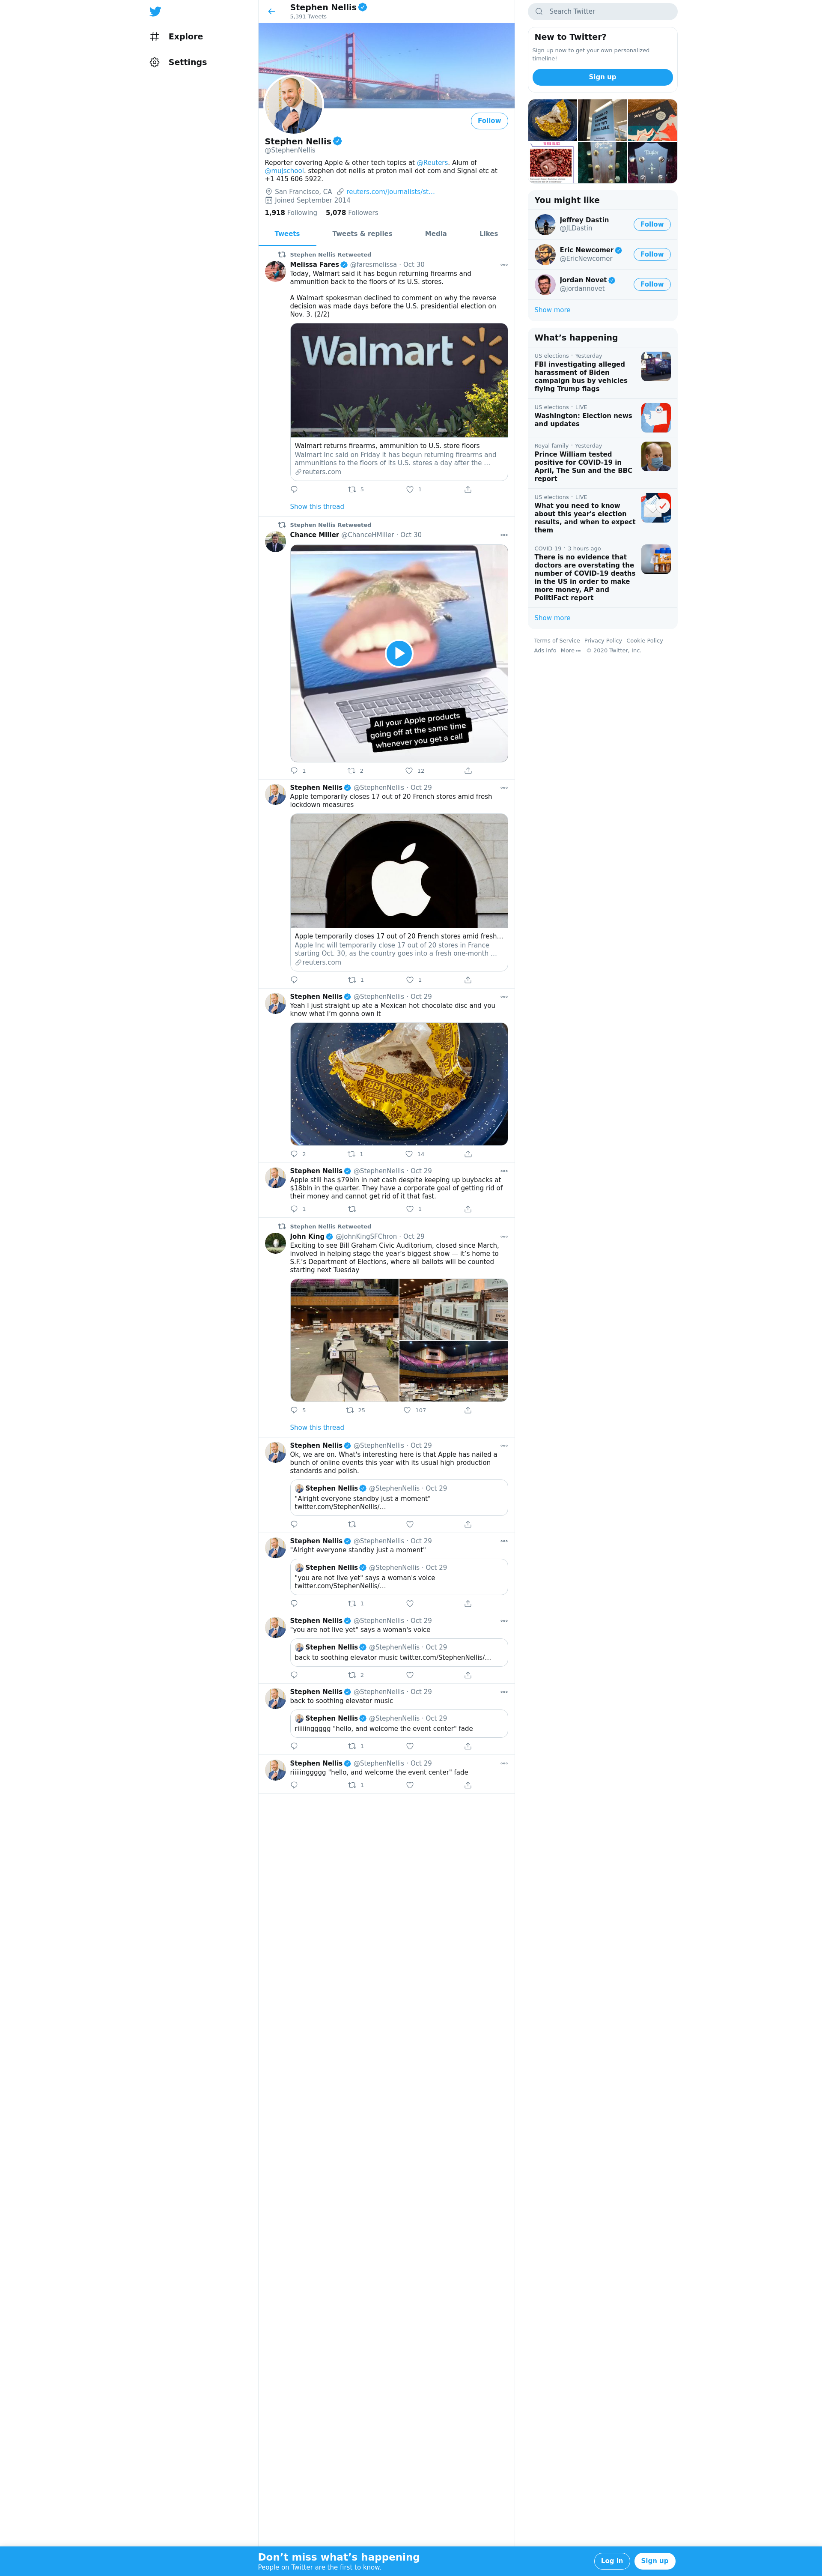 Explore
Settings
Stephen Nellis
5,391 Tweets
Follow
Stephen Nellis
@StephenNellis
Reporter covering Apple & other tech topics at @Reuters. Alum of
@mujschool. stephen dot nellis at proton mail dot com and Signal etc at
+1 415 606 5922.
San Francisco, CA reuters.com/journalists/st…
Joined September 2014
1,918 Following 5,078 Followers
Tweets Tweets & replies Media Likes
Stephen Nellis Retweeted
Melissa Fares @faresmelissa · Oct 30
Today, Walmart said it has begun returning firearms and
ammunition back to the floors of its U.S. stores.
A Walmart spokesman declined to comment on why the reverse
decision was made days before the U.S. presidential election on
Nov. 3. (2/2)
Walmart
Walmart returns firearms, ammunition to U.S. store floors
Walmart Inc said on Friday it has begun returning firearms and
ammunitions to the floors of its U.S. stores a day after the …
reuters.com
5 1
Show this thread
Stephen Nellis Retweeted
Chance Miller @ChanceHMiller · Oct 30
All your Apple products
going off at the same time
whenever you get a call
1 2 12
Stephen Nellis @StephenNellis · Oct 29
Apple temporarily closes 17 out of 20 French stores amid fresh
lockdown measures
Apple temporarily closes 17 out of 20 French stores amid fresh…
Apple Inc will temporarily close 17 out of 20 stores in France
starting Oct. 30, as the country goes into a fresh one-month …
reuters.com
1 1
Stephen Nellis @StephenNellis · Oct 29
Yeah I just straight up ate a Mexican hot chocolate disc and you
know what I'm gonna own it
IBARRA
2 1 14
Stephen Nellis @StephenNellis · Oct 29
Apple still has $79bln in net cash despite keeping up buybacks at
$18bln in the quarter. They have a corporate goal of getting rid of
their money and cannot get rid of it that fast.
1 1
Stephen Nellis Retweeted
John King @JohnKingSFChron · Oct 29
Exciting to see Bill Graham Civic Auditorium, closed since March,
involved in helping stage the year's biggest show — it's home to
S.F.'s Department of Elections, where all ballots will be counted
starting next Tuesday
5 25 107
Show this thread
Stephen Nellis @StephenNellis · Oct 29
Ok, we are on. What's interesting here is that Apple has nailed a
bunch of online events this year with its usual high production
standards and polish.
Stephen Nellis @StephenNellis · Oct 29
"Alright everyone standby just a moment"
twitter.com/StephenNellis/…
Stephen Nellis @StephenNellis · Oct 29
"Alright everyone standby just a moment"
Stephen Nellis @StephenNellis · Oct 29
"you are not live yet" says a woman's voice
twitter.com/StephenNellis/…
1
Stephen Nellis @StephenNellis · Oct 29
"you are not live yet" says a woman's voice
Stephen Nellis @StephenNellis · Oct 29
back to soothing elevator music twitter.com/StephenNellis/…
2
Stephen Nellis @StephenNellis · Oct 29
back to soothing elevator music
Stephen Nellis @StephenNellis · Oct 29
riiiiinggggg "hello, and welcome the event center" fade
1
Stephen Nellis @StephenNellis · Oct 29
riiiiinggggg "hello, and welcome the event center" fade
1
Search Twitter
New to Twitter?
Sign up now to get your own personalized
timeline!
Sign up
You might like
Jeffrey Dastin
@JLDastin
Follow
Eric Newcomer
@EricNewcomer
Follow
Jordan Novet
@jordannovet
Follow
Show more
What's happening
US elections · Yesterday
FBI investigating alleged
harassment of Biden
campaign bus by vehicles
flying Trump flags
US elections · LIVE
Washington: Election news
and updates
Royal family · Yesterday
Prince William tested
positive for COVID-19 in
April, The Sun and the BBC
report
US elections · LIVE
What you need to know
about this year's election
results, and when to expect
them
COVID-19 · 3 hours ago
There is no evidence that
doctors are overstating the
number of COVID-19 deaths
in the US in order to make
more money, AP and
PolitiFact report
Show more
Terms of Service Privacy Policy Cookie Policy
Ads info More © 2020 Twitter, Inc.
Don't miss what's happening
People on Twitter are the first to know.
Log in Sign up